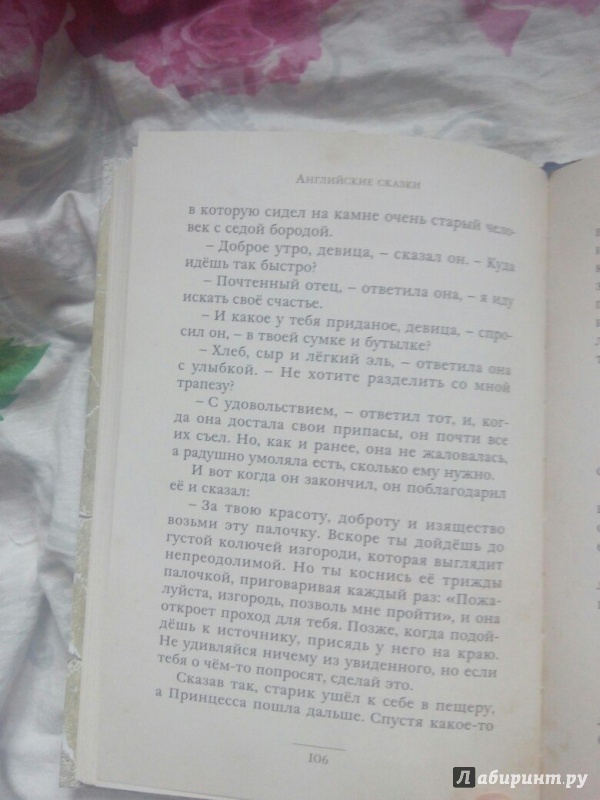 Английские сказки
в которую сидел на камне очень старый чело-
век с седой бородой.
– Доброе утро, девица, – сказал он. – Куда
идёшь так быстро?
– Почтенный отец, – ответила она, – я иду
искать своё счастье.
– И какое у тебя приданое, девица, – спро-
сил он, – в твоей сумке и бутылке?
– Хлеб, сыр и лёгкий эль, – ответила она
с улыбкой. – Не хотите разделить со мной
трапезу?
– С удовольствием, – ответил тот, и, ког-
да она достала свои припасы, он почти все
их съел. Но, как и ранее, она не жаловалась,
а радушно умоляла есть, сколько ему нужно.
И вот когда он закончил, он поблагодарил
её и сказал:
– За твою красоту, доброту и изящество
возьми эту палочку. Вскоре ты дойдёшь до
густой колючей изгороди, которая выглядит
непреодолимой. Но ты коснись её трижды
палочкой, приговаривая каждый раз: «Пожа-
луйста, изгородь, позволь мне пройти», и она
откроет проход для тебя. Позже, когда подой-
дёшь к источнику, присядь у него на краю.
Не удивляйся ничему из увиденного, но если
тебя о чём-то попросят, сделай это.
Сказав так, старик ушёл к себе в пещеру,
а Принцесса пошла дальше. Спустя какое-то
106
Лабиринт.ру